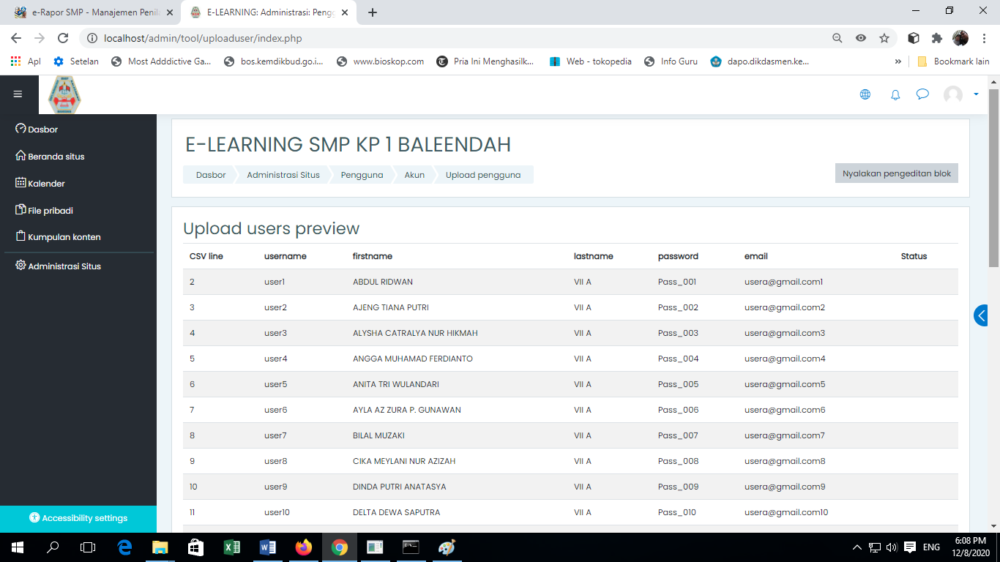 e-Rapor SMP - Manajemen Penil
E-LEARNING: Administrasi: Pengg
localhost/admin/tool/uploaduser/index.php
Apl Setelan Most Adddictive Ga... bos.kemdikbud.go.i... www.bioskop.com Pria Ini Menghasilk... Web - tokopedia Info Guru dapo.dikdasmen.ke... » Bookmark lain
Dasbor
Beranda situs
Kalender
File pribadi
Kumpulan konten
Administrasi Situs
Accessibility settings
E-LEARNING SMP KP 1 BALEENDAH
Dasbor Administrasi Situs Pengguna Akun Upload pengguna
Nyalakan pengeditan blok
Upload users preview
CSV line username firstname lastname password email Status
2 user1 ABDUL RIDWAN VII A Pass_001 usera@gmail.com1
3 user2 AJENG TIANA PUTRI VII A Pass_002 usera@gmail.com2
4 user3 ALYSHA CATRALYA NUR HIKMAH VII A Pass_003 usera@gmail.com3
5 user4 ANGGA MUHAMAD FERDIANTO VII A Pass_004 usera@gmail.com4
6 user5 ANITA TRI WULANDARI VII A Pass_005 usera@gmail.com5
7 user6 AYLA AZ ZURA P. GUNAWAN VII A Pass_006 usera@gmail.com6
8 user7 BILAL MUZAKI VII A Pass_007 usera@gmail.com7
9 user8 CIKA MEYLANI NUR AZIZAH VII A Pass_008 usera@gmail.com8
10 user9 DINDA PUTRI ANATASYA VII A Pass_009 usera@gmail.com9
11 user10 DELTA DEWA SAPUTRA VII A Pass_010 usera@gmail.com10
ENG
6:08 PM
12/8/2020